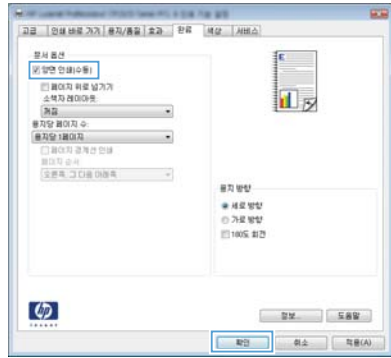 고급 인쇄 바로 가기 용지/품질 효과 완료 색상 서비스
문서 옵션
양면 인쇄(수동)
페이지 위로 넘기기
소책자 레이아웃:
꺼짐
용지당 페이지 수:
용지당 1페이지
페이지 경계선 인쇄
페이지 순서:
오른쪽, 그 다음 아래쪽
용지 방향
세로 방향
가로 방향
180도 회전
hp
invent
정보...
도움말
확인
취소
적용(A)